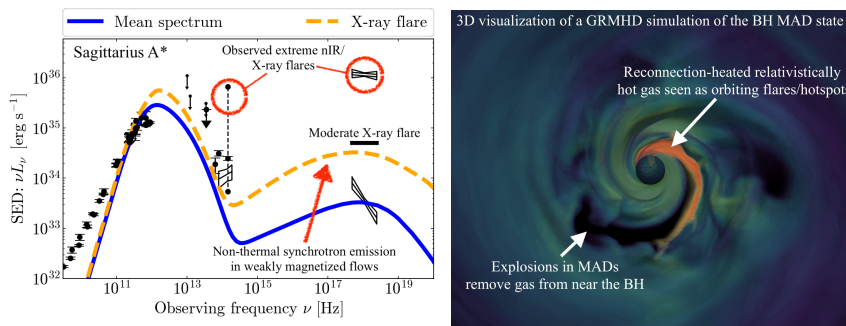 Mean spectrum
X-ray flare
Sagittarius A*
Observed extreme nIR/
X-ray flares
Moderate X-ray flare
Non-thermal synchrotron emission
in weakly magnetized flows
SED: νLν [erg s⁻¹]
10³⁶
10³⁵
10³⁴
10³³
10³²
10¹¹ 10¹³ 10¹⁵ 10¹⁷ 10¹⁹
Observing frequency ν [Hz]
3D visualization of a GRMHD simulation of the BH MAD state
Reconnection-heated relativistically
hot gas seen as orbiting flares/hotspots
Explosions in MADs
remove gas from near the BH